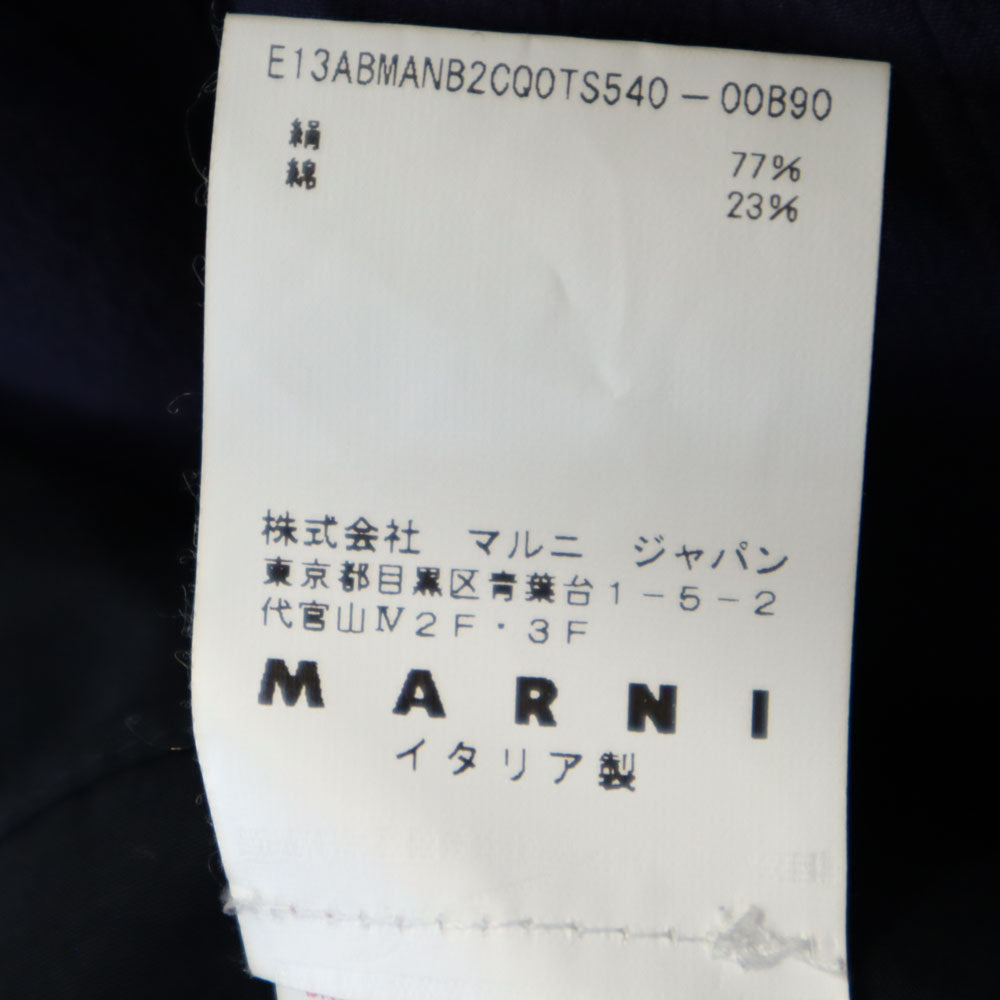 E13ABMANB2CQ0TS540-00B90
絹 77%
綿 23%
株式会社 マルニ ジャパン
東京都目黒区青葉台1-5-2
代官山Ⅳ2F・3F
MARNI
イタリア製